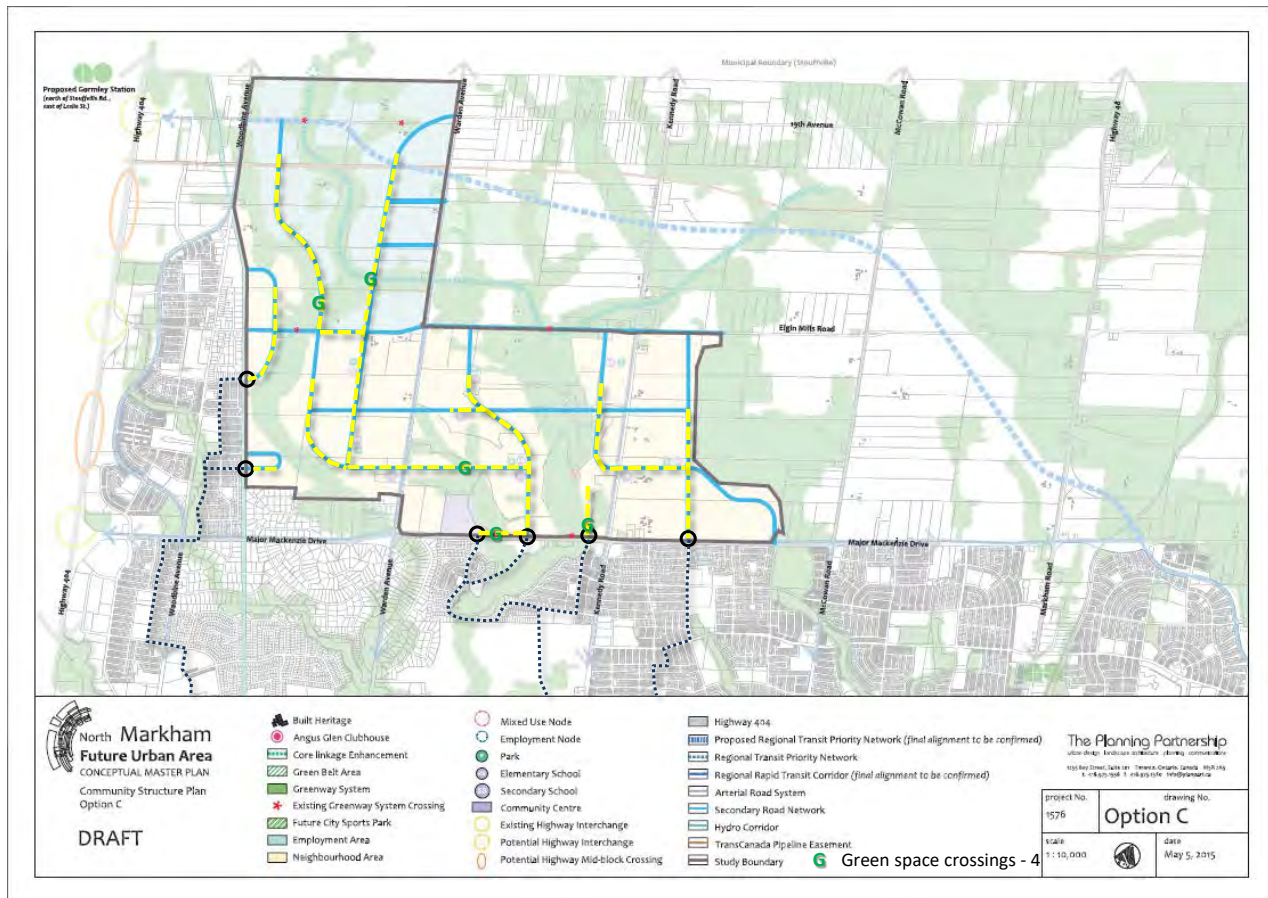 Municipal Boundary (Stouffville)
Proposed Gormley Station
(north of Stouffville Rd.,
east of Leslie St.)
Highway 404
Woodbine Avenue
Warden Avenue
Kennedy Road
McCowan Road
Highway 48
19th Avenue
Elgin Mills Road
G
G
G
G
G
Major Mackenzie Drive
Major Mackenzie Drive
Highway 404
Woodbine Avenue
Warden Avenue
Kennedy Road
McCowan Road
Markham Road
North Markham
Future Urban Area
CONCEPTUAL MASTER PLAN
Community Structure Plan
Option C
DRAFT
Built Heritage
Angus Glen Clubhouse
Core linkage Enhancement
Green Belt Area
Greenway System
Existing Greenway System Crossing
Future City Sports Park
Employment Area
Neighbourhood Area
Mixed Use Node
Employment Node
Park
Elementary School
Secondary School
Community Centre
Existing Highway Interchange
Potential Highway Interchange
Potential Highway Mid-block Crossing
Highway 404
Proposed Regional Transit Priority Network (final alignment to be confirmed)
Regional Transit Priority Network
Regional Rapid Transit Corridor (final alignment to be confirmed)
Arterial Road System
Secondary Road Network
Hydro Corridor
TransCanada Pipeline Easement
Study Boundary
G Green space crossings - 4
The Planning Partnership
urban design landscape architecture planning communications
project No.
1576
drawing No.
Option C
scale
1:10,000
date
May 5, 2015